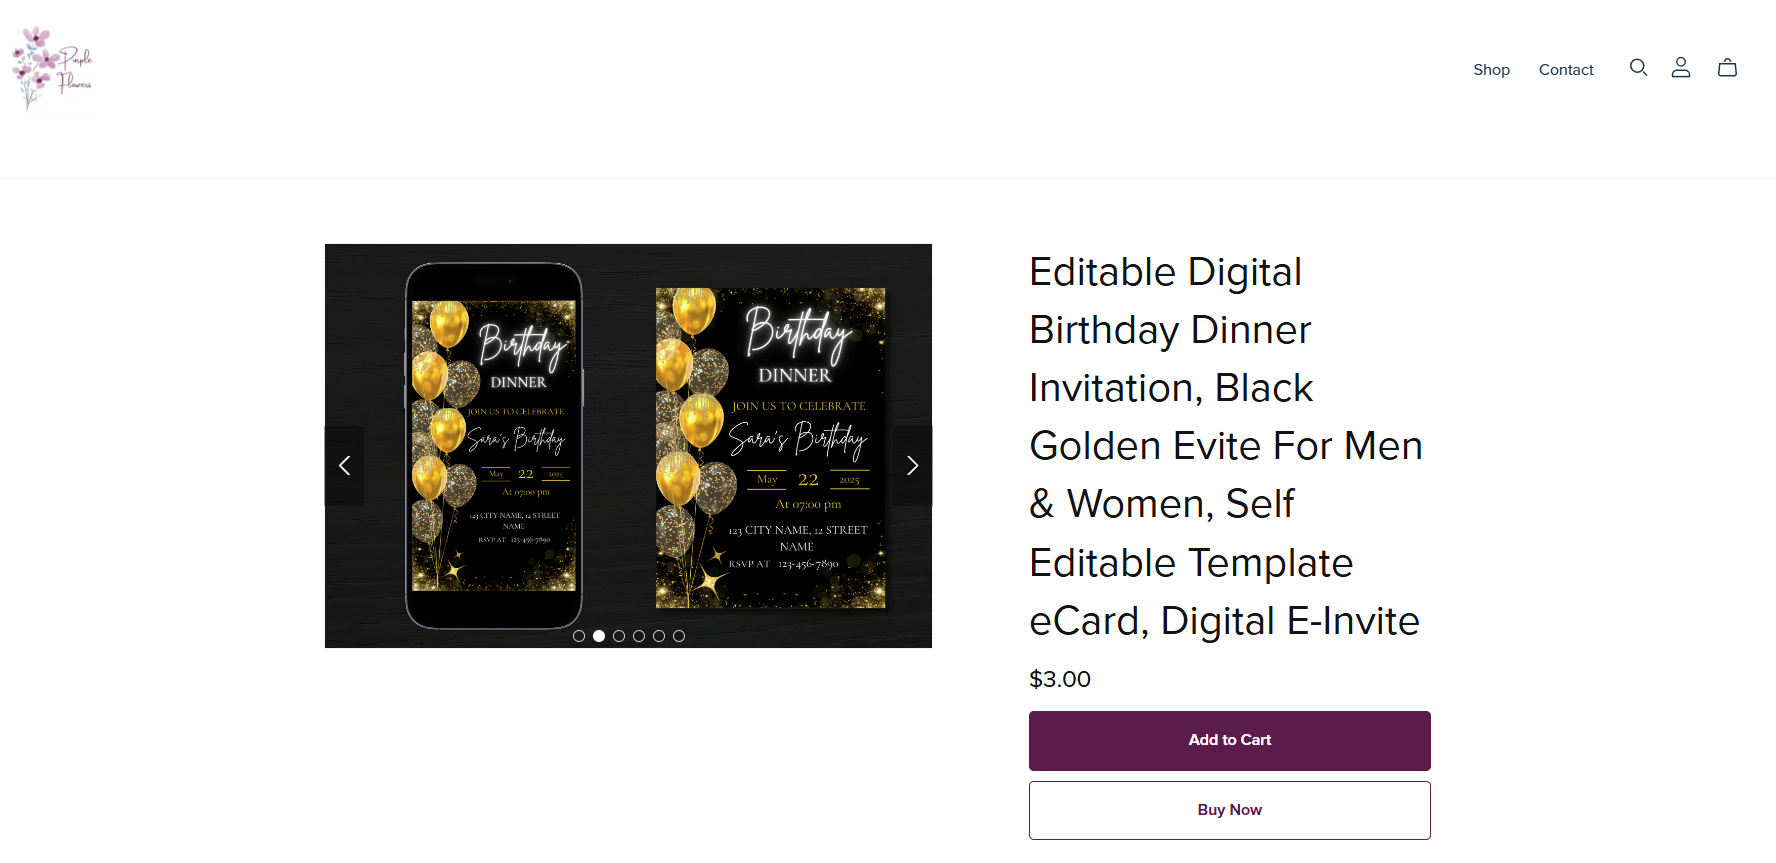 Purple
Flowers
Shop
Contact
Birthday
DINNER
JOIN US TO CELEBRATE
Sara's Birthday
May 22 2025
At 07:00 pm
123 CITY NAME, 12 STREET
NAME
RSVP AT 123-456-7890
Birthday
DINNER
JOIN US TO CELEBRATE
Sara's Birthday
May 22 2025
At 07:00 pm
123 CITY NAME, 12 STREET
NAME
RSVP AT 123-456-7890
Editable Digital
Birthday Dinner
Invitation, Black
Golden Evite For Men
& Women, Self
Editable Template
eCard, Digital E-Invite
$3.00
Add to Cart
Buy Now